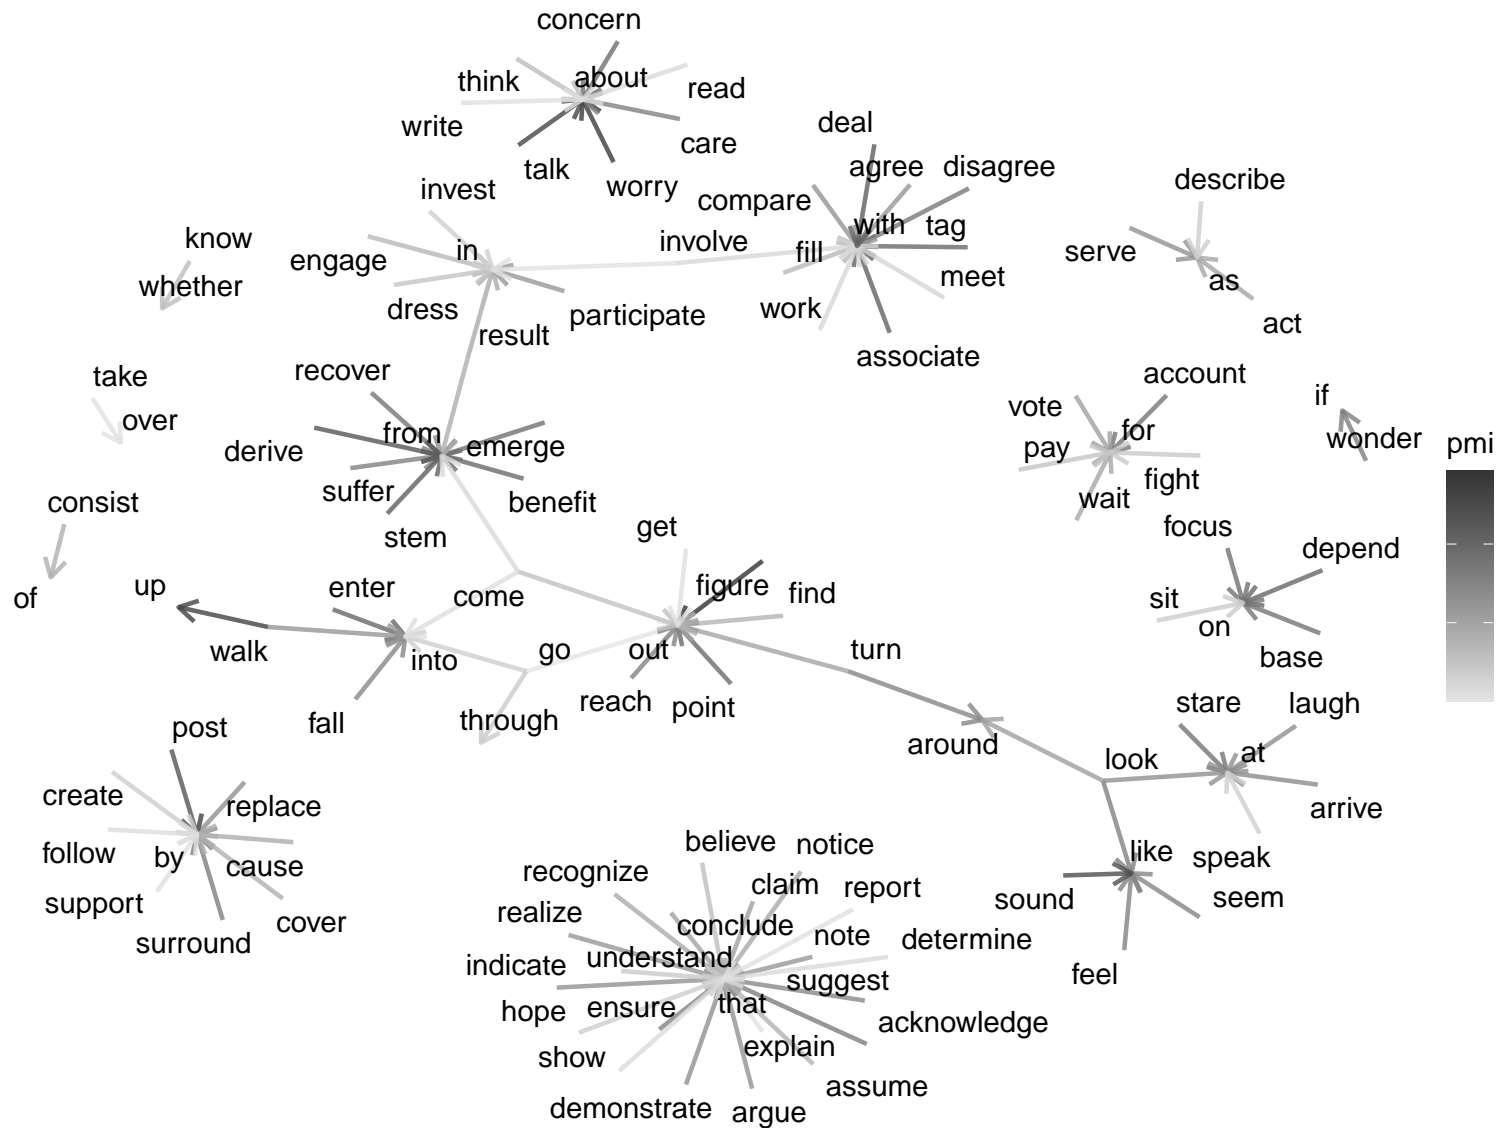 concern
think
about
read
write
care
talk
worry
deal
agree
disagree
compare
with
tag
fill
meet
work
associate
describe
serve
as
act
invest
in
involve
engage
dress
result
participate
know
whether
take
over
recover
from
emerge
derive
suffer
benefit
stem
account
vote
for
pay
fight
wait
if
wonder
pmi
consist
of
up
enter
come
walk
into
go
fall
through
get
figure
find
out
reach
point
turn
around
focus
depend
sit
on
base
stare
laugh
look
at
arrive
speak
like
seem
sound
feel
post
create
replace
follow
by
cause
support
cover
surround
believe
notice
recognize
claim
report
realize
conclude
note
determine
indicate
understand
suggest
hope
ensure
that
acknowledge
show
explain
assume
demonstrate
argue